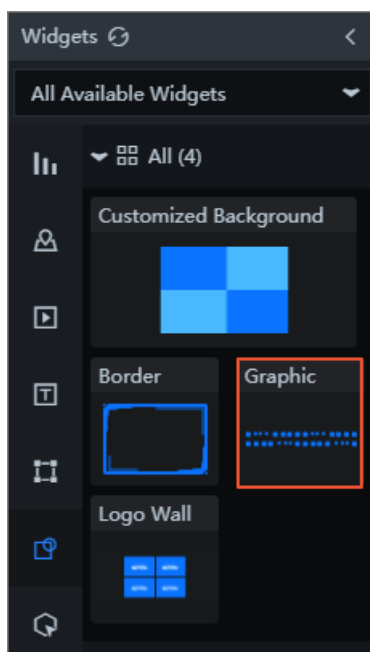 Widgets
All Available Widgets
All (4)
Customized Background
Border
Graphic
Logo Wall